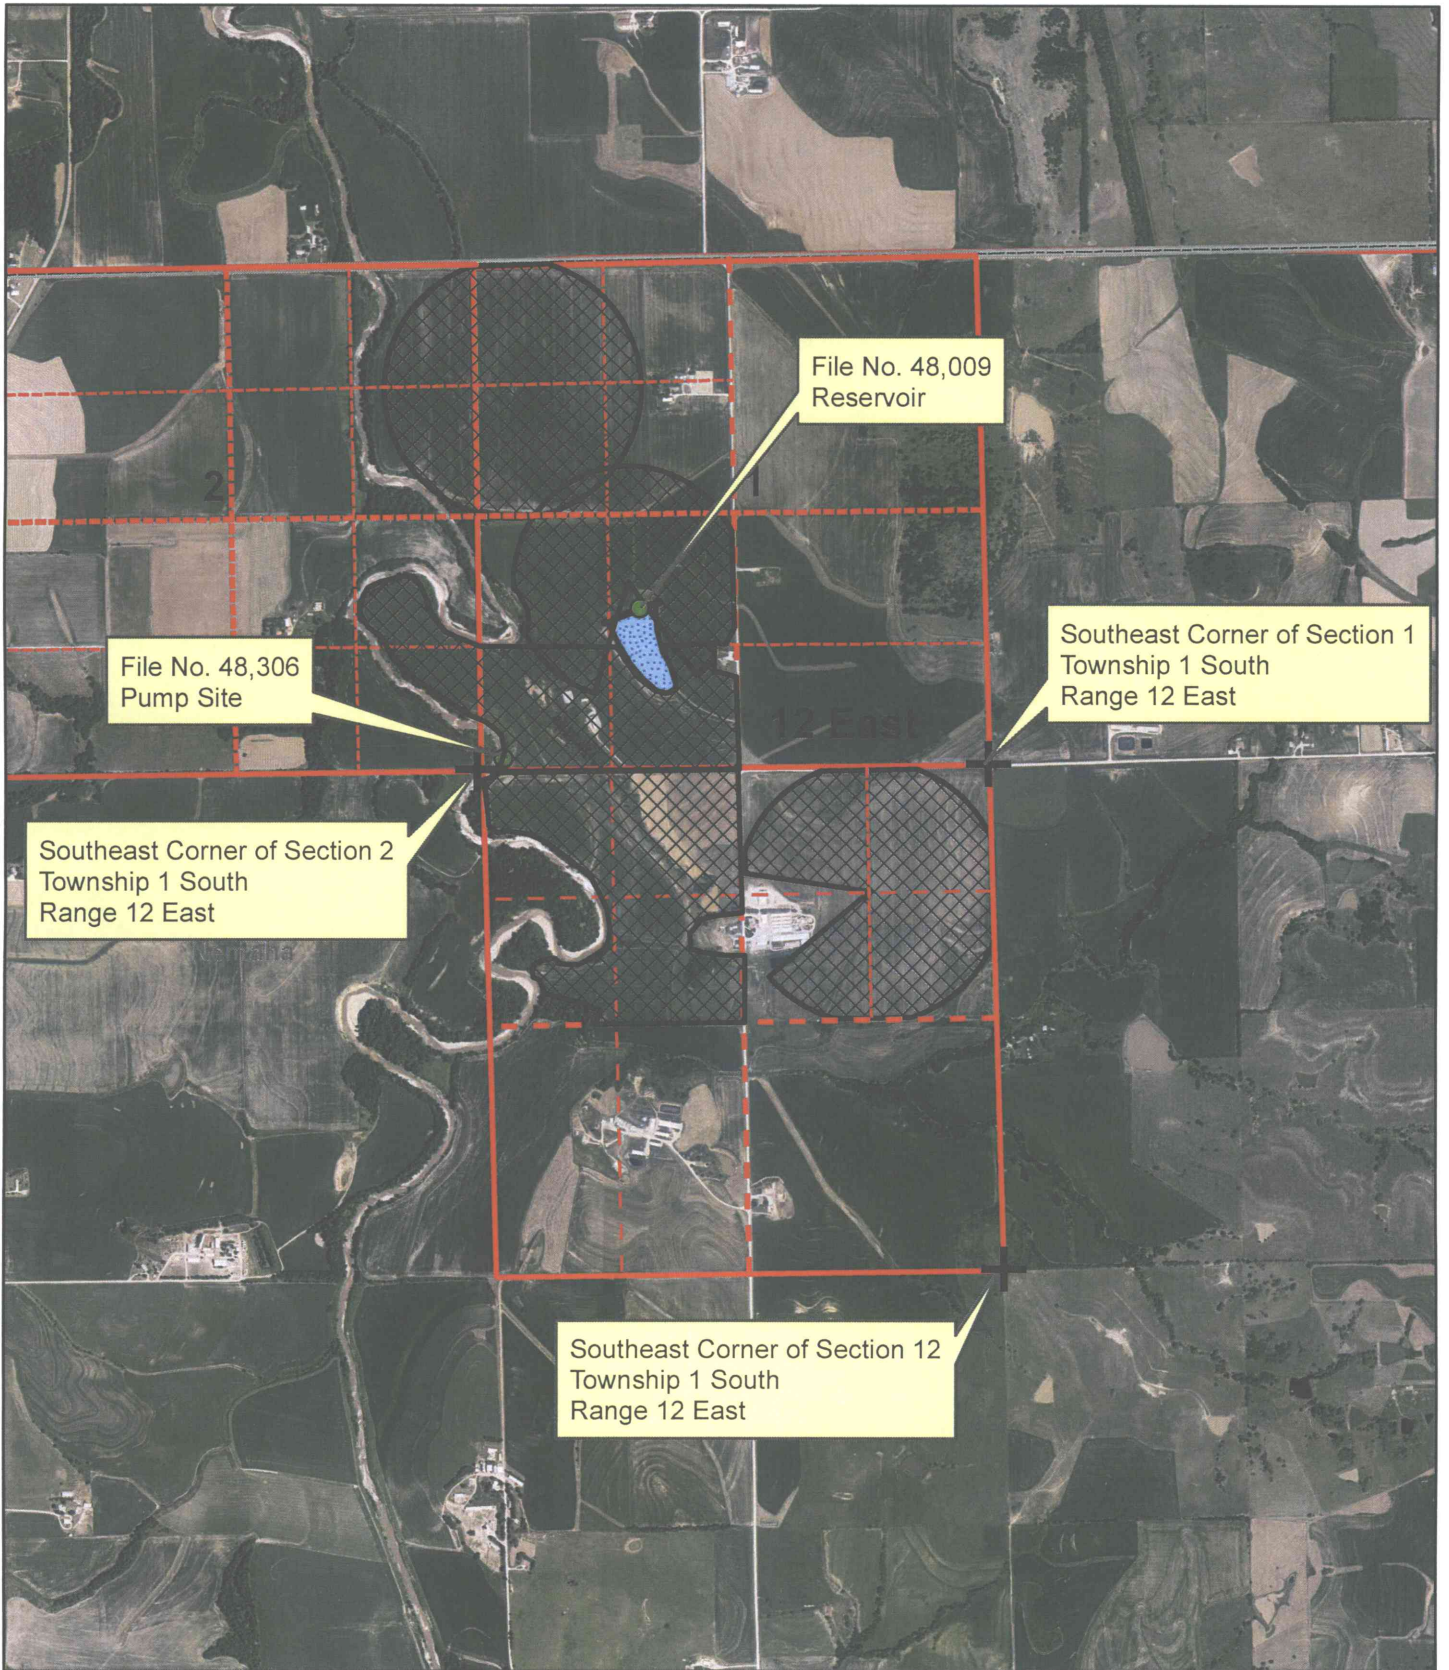 File No. 48,009
Reservoir
2
1
File No. 48,306
Pump Site
12 East
Southeast Corner of Section 1
Township 1 South
Range 12 East
Southeast Corner of Section 2
Township 1 South
Range 12 East
Nemaha
Southeast Corner of Section 12
Township 1 South
Range 12 East